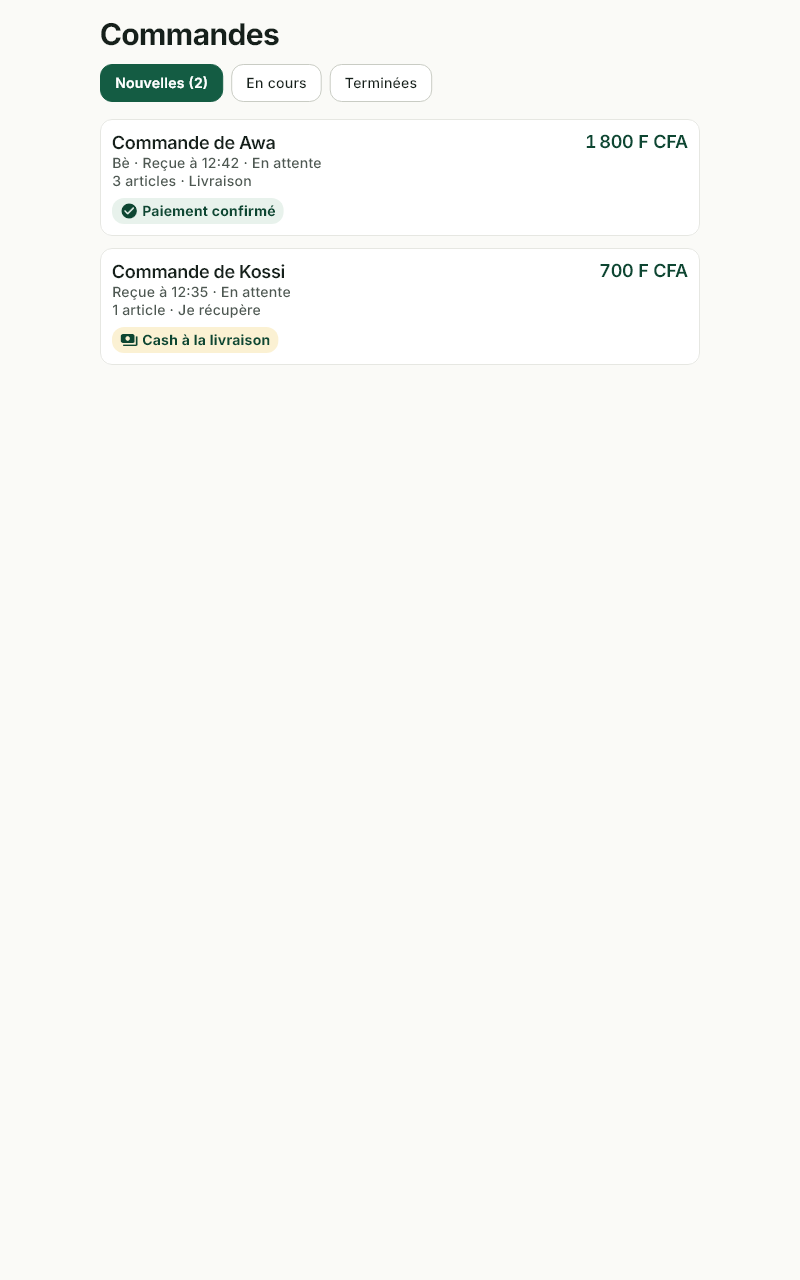 Commandes
Nouvelles (2)
En cours
Terminées
Commande de Awa
1 800 F CFA
Bè · Reçue à 12:42 · En attente
3 articles · Livraison
Paiement confirmé
Commande de Kossi
700 F CFA
Reçue à 12:35 · En attente
1 article · Je récupère
Cash à la livraison